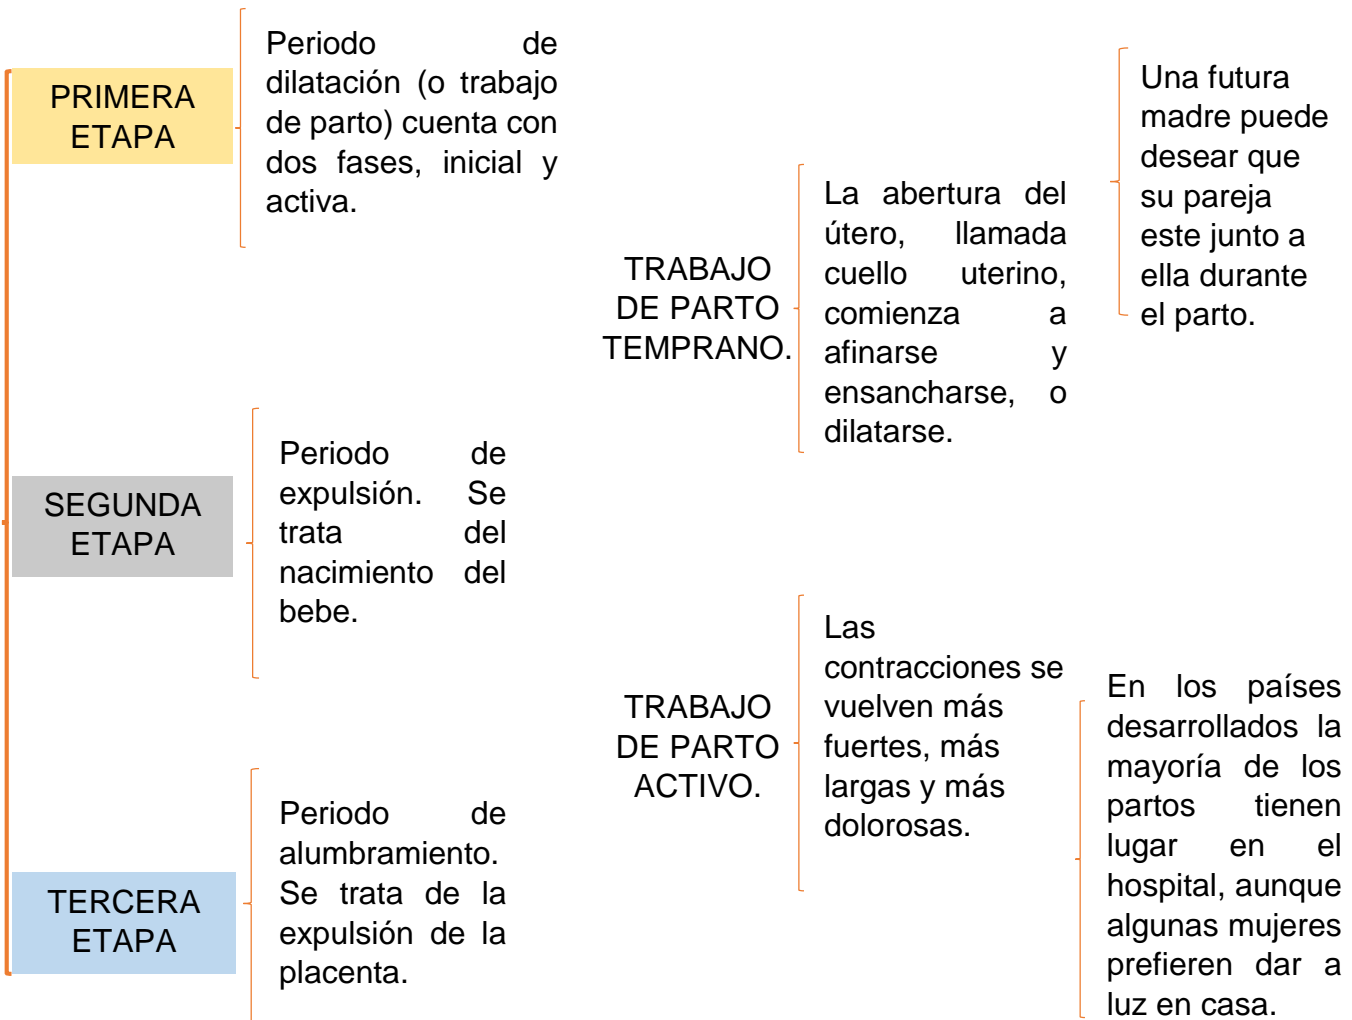 PRIMERA
ETAPA
Periodo de
dilatación (o trabajo
de parto) cuenta con
dos fases, inicial y
activa.
SEGUNDA
ETAPA
Periodo de
expulsión. Se
trata del
nacimiento del
bebe.
TERCERA
ETAPA
Periodo de
alumbramiento.
Se trata de la
expulsión de la
placenta.
TRABAJO
DE PARTO
TEMPRANO.
La abertura del
útero, llamada
cuello uterino,
comienza a
afinarse y
ensancharse, o
dilatarse.
Una futura
madre puede
desear que
su pareja
este junto a
ella durante
el parto.
TRABAJO
DE PARTO
ACTIVO.
Las
contracciones se
vuelven más
fuertes, más
largas y más
dolorosas.
En los países
desarrollados la
mayoría de los
partos tienen
lugar en el
hospital, aunque
algunas mujeres
prefieren dar a
luz en casa.